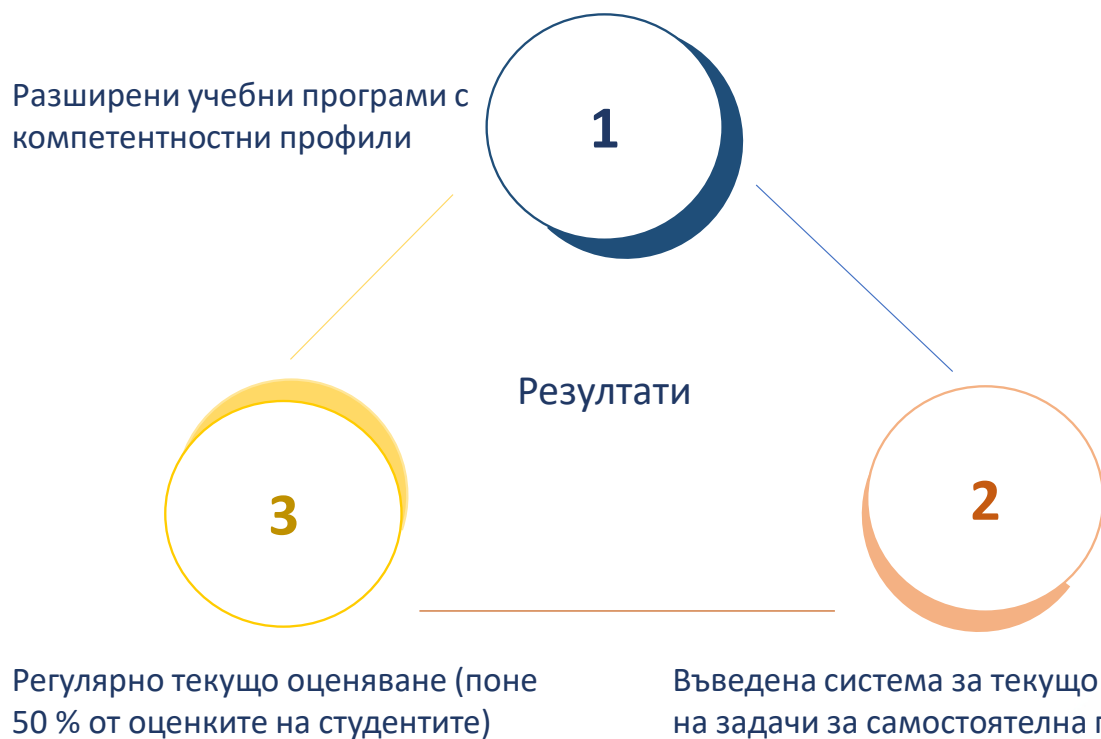 Разширени учебни програми с
компетентностни профили
1
Резултати
3
2
Регулярно текущо оценяване (поне
50 % от оценките на студентите)
Въведена система за текущо
на задачи за самостоятелна